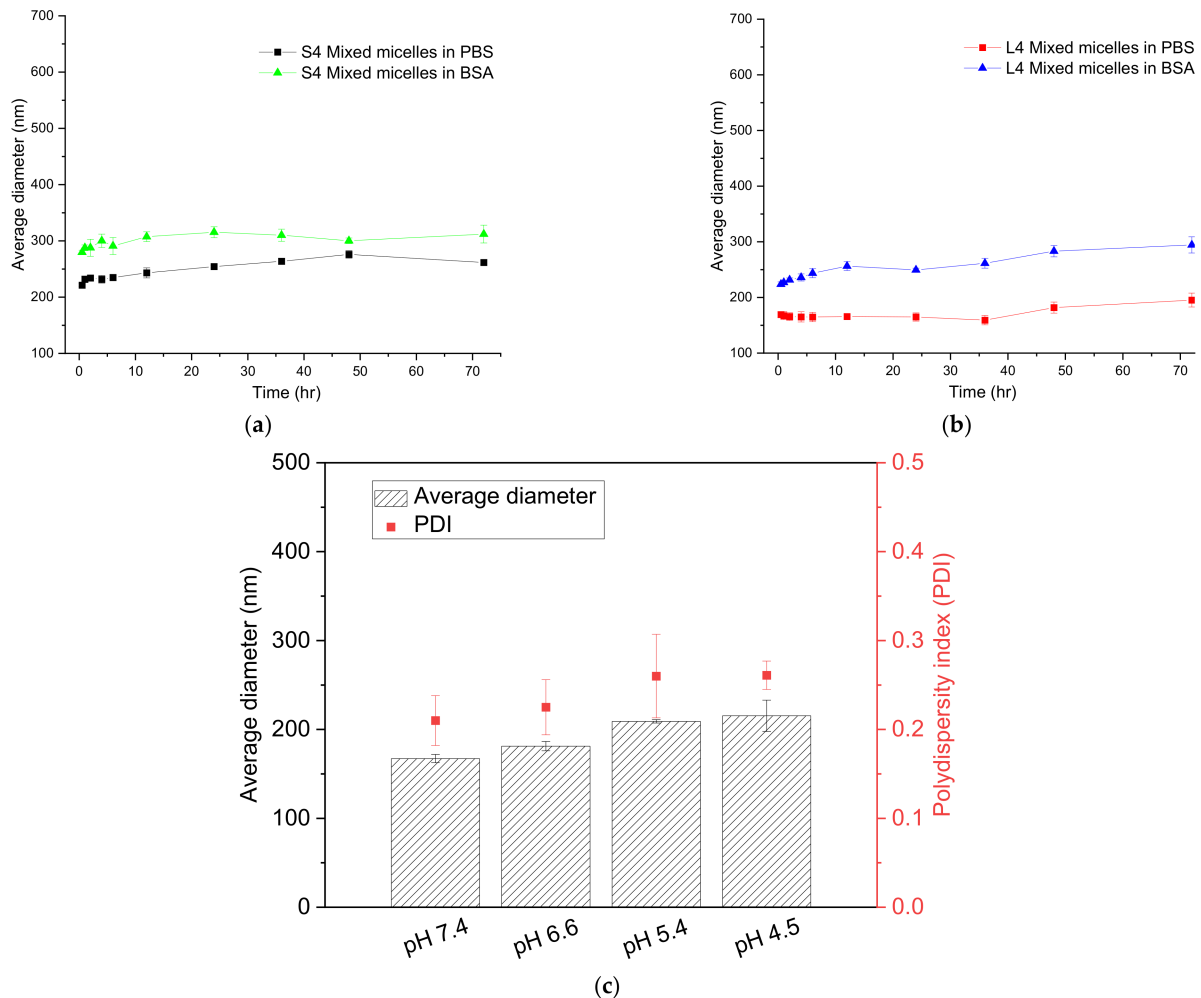 700
600
500
400
300
200
100
Average diameter (nm)
S4 Mixed micelles in PBS
S4 Mixed micelles in BSA
0 10 20 30 40 50 60 70
Time (hr)
(a)
700
600
500
400
300
200
100
Average diameter (nm)
L4 Mixed micelles in PBS
L4 Mixed micelles in BSA
0 10 20 30 40 50 60 70
Time (hr)
(b)
500
400
300
200
100
0
Average diameter (nm)
Average diameter
PDI
0.5
0.4
0.3
0.2
0.1
0.0
Polydispersity index (PDI)
pH 7.4 pH 6.6 pH 5.4 pH 4.5
(c)